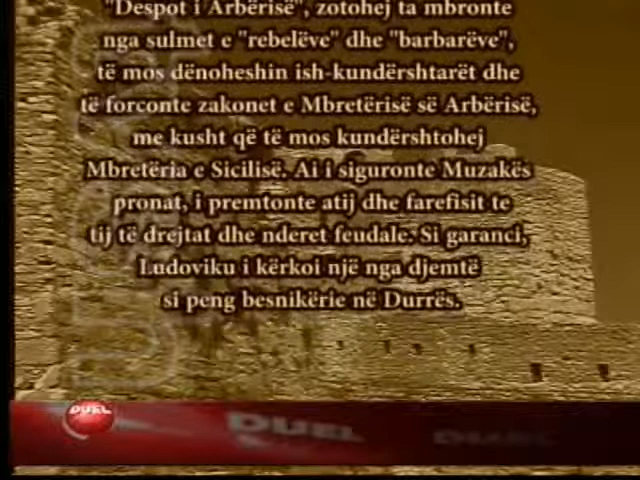 "Despot i Arbërisë", zotohej ta mbronte
nga sulmet e "rebelëve" dhe "barbarëve",
të mos dënoheshin ish-kundërshtarët dhe
të forconte zakonet e Mbretërisë së Arbërisë,
me kusht që të mos kundërshtohej
Mbretëria e Sicilisë. Ai i siguronte Muzakës
pronat, i premtonte atij dhe farefisit te
tij të drejtat dhe nderet feudale. Si garanci,
Ludoviku i kërkoi një nga djemtë
si peng besnikërie në Durrës.
DUEL
DUEL
DUEL